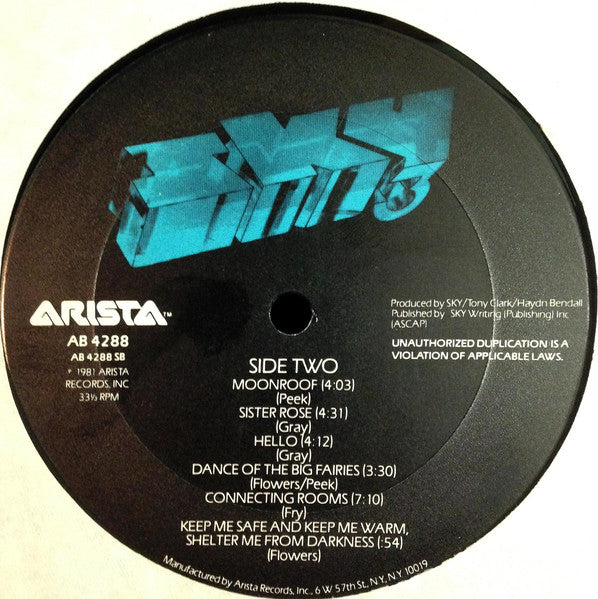 SKY 3
ARISTA™
AB 4288
AB 4288 SB
℗ 1981 ARISTA
RECORDS, INC
33⅓ RPM
Produced by SKY/Tony Clark/Haydn Bendall
Published by SKY Writing (Publishing) Inc
(ASCAP)
UNAUTHORIZED DUPLICATION IS A
VIOLATION OF APPLICABLE LAWS.
SIDE TWO
MOONROOF (4:03)
(Peek)
SISTER ROSE (4:31)
(Gray)
HELLO (4:12)
(Gray)
DANCE OF THE BIG FAIRIES (3:30)
(Flowers/Peek)
CONNECTING ROOMS (7:10)
(Fry)
KEEP ME SAFE AND KEEP ME WARM,
SHELTER ME FROM DARKNESS (:54)
(Flowers)
Manufactured by Arista Records, Inc., 6 W 57th St., N.Y., N.Y. 10019